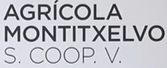 AGRÍCOLA
MONTITXELVO
S. COOP. V.